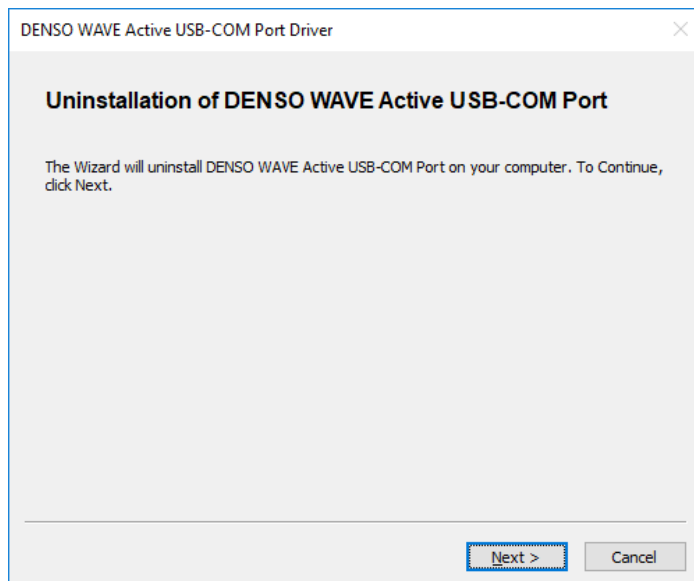 DENSO WAVE Active USB-COM Port Driver
Uninstallation of DENSO WAVE Active USB-COM Port
The Wizard will uninstall DENSO WAVE Active USB-COM Port on your computer. To Continue,
click Next.
Next >
Cancel